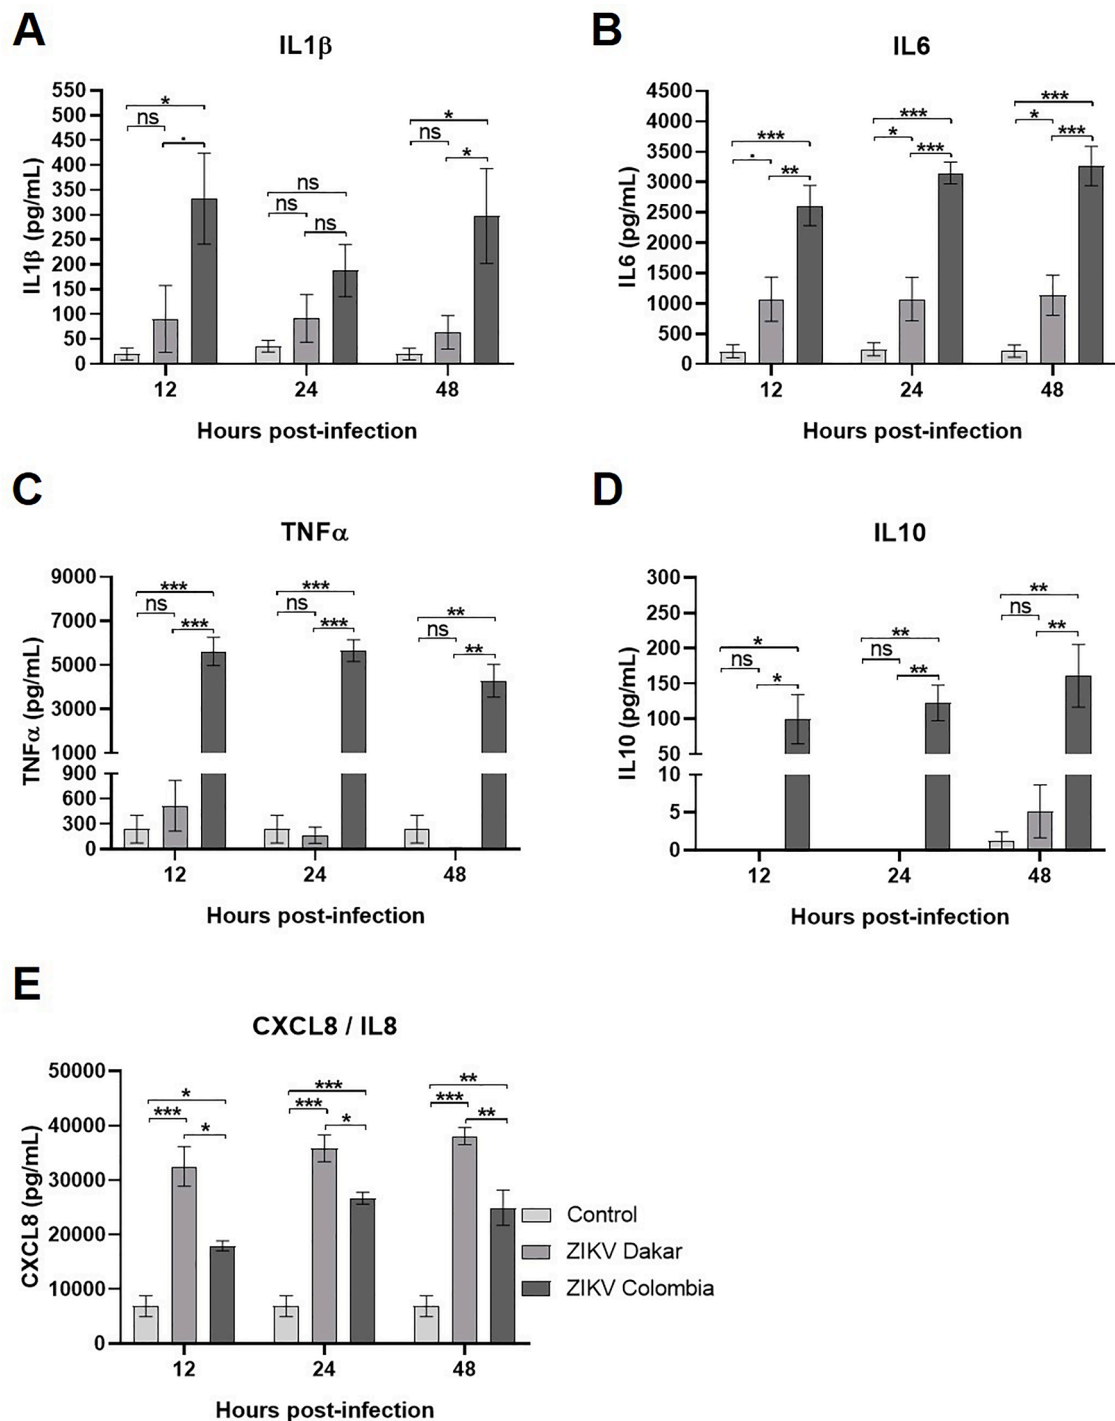 A
IL1β
IL1β (pg/mL)
550
500
450
400
350
300
250
200
150
100
50
0
*
ns
.
ns
ns
ns
*
ns
*
12 24 48
Hours post-infection
B
IL6
IL6 (pg/mL)
4500
4000
3500
3000
2500
2000
1500
1000
500
0
***
.
**
***
*
***
***
*
***
12 24 48
Hours post-infection
C
TNFα
TNFα (pg/mL)
9000
7000
5000
3000
1000
900
600
300
0
***
ns
***
***
ns
***
**
ns
**
12 24 48
Hours post-infection
D
IL10
IL10 (pg/mL)
300
250
200
150
100
50
10
5
0
*
ns
*
**
ns
**
**
ns
**
12 24 48
Hours post-infection
E
CXCL8 / IL8
CXCL8 (pg/mL)
50000
40000
30000
20000
10000
0
*
***
*
***
***
*
**
***
**
12 24 48
Hours post-infection
Control
ZIKV Dakar
ZIKV Colombia